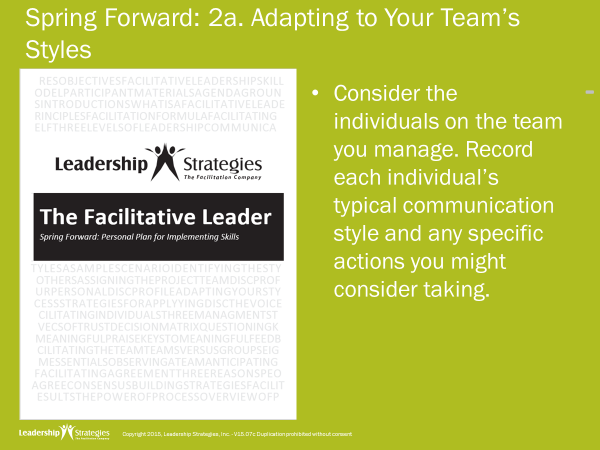 Spring Forward: 2a. Adapting to Your Team's
Styles
RESOBJECTIVESFACILITATIVELEADERSHIPSKILL
ODELPARTICIPANTMATERIALSAGENDAGROUN
SINTRODUCTIONSWHATISAFACILITATIVELEADE
RINCIPLESFACILITATIONFORMULAFACILITATING
ELFTHREELEVELSOFLEADERSHIPCOMMUNICA
Leadership Strategies
The Facilitation Company
The Facilitative Leader
Spring Forward: Personal Plan for Implementing Skills
TYLESASAMPLESCENARIOIDENTIFYINGTHESTY
OTHERSASSIGNINGTHEPROJECTTEAMDISCPROF
URPERSONALDISCPROFILEADAPTINGYOURSTY
CESSSTRATEGIESFORAPPLYYINGDISCTHEVOICE
CILITATINGINDIVIDUALSTHREEMANAGMENTST
VECSOFTRUSTDECISIONMATRIXQUESTIONINGK
MEANINGFULPRAISEKEYSTOMEANINGFULFEEDB
CILITATINGTHETEAMTEAMSVERSUSGROUPSEIG
MESSENTIALSOBSERVINGATEAMANTICIPATING
FACILITATINGAGREEMENTTHREEREASONSPEO
AGREECONSENSUSBUILDINGSTRATEGIESFACILIT
ESULTSTHEPOWEROFPROCESSOVERVIEWOFP
• Consider the
individuals on the team
you manage. Record
each individual's
typical communication
style and any specific
actions you might
consider taking.
Leadership Strategies
The Facilitation Company
Copyright 2015, Leadership Strategies, Inc. - V15.07c Duplication prohibited without consent